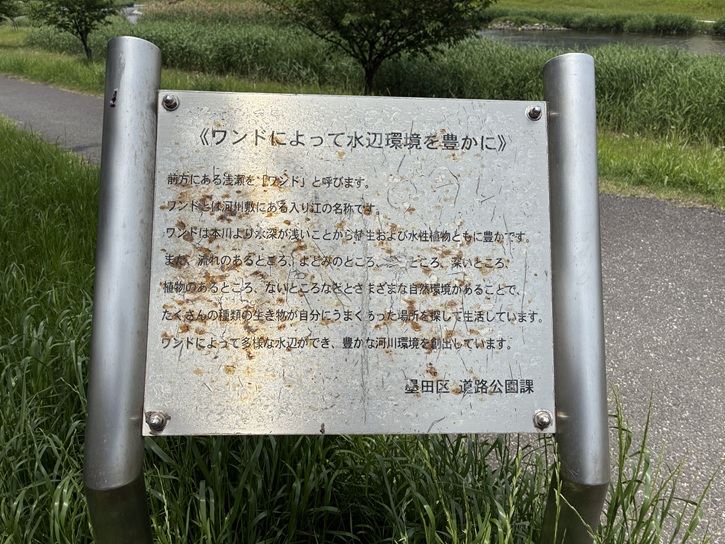 《ワンドによって水辺環境を豊かに》
前方にある浅瀬を「ワンド」と呼びます。
ワンドとは河川敷にある入り江の名称です。
ワンドは本川より水深が浅いことから植生および水性植物ともに豊かです。
また、流れのあるところ、よどみのところ、ところ、深いところ、
植物のあるところ、ないところなどさまざまな自然環境があることで、
たくさんの種類の生き物が自分にうまくあった場所を探して生活しています。
ワンドによって多様な水辺ができ、豊かな河川環境を創出しています。
墨田区 道路公園課